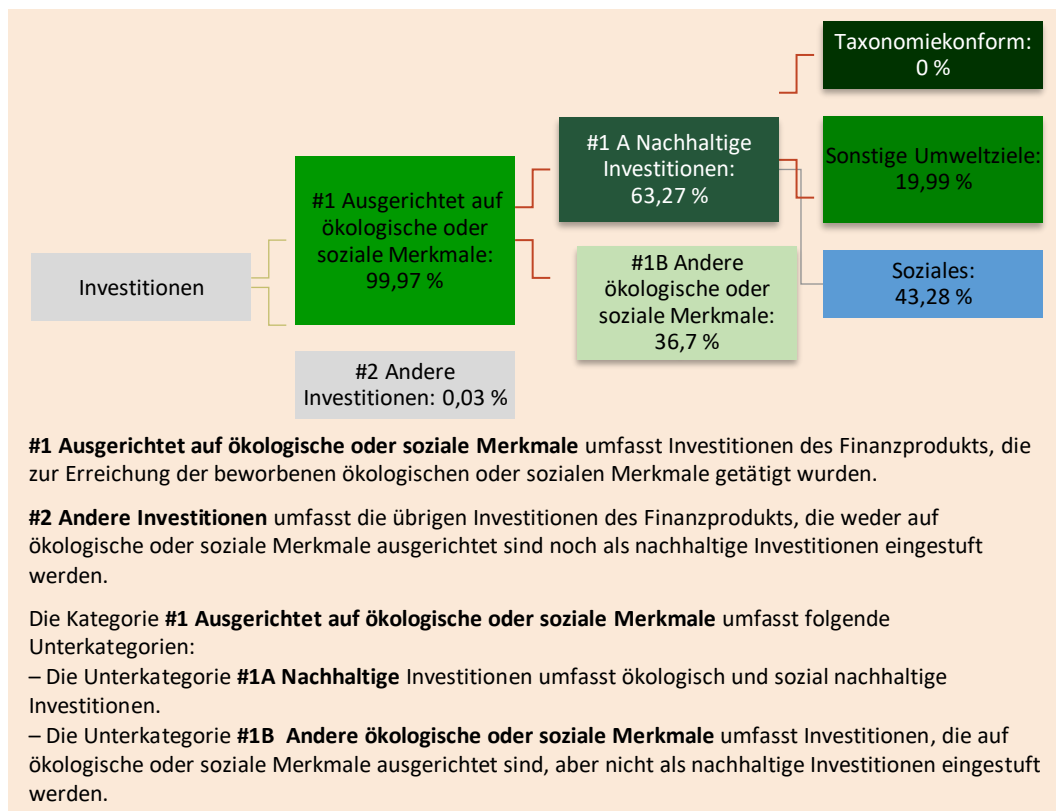 Investitionen
#1 Ausgerichtet auf
ökologische oder
soziale Merkmale:
99,97 %
#2 Andere
Investitionen: 0,03 %
#1 A Nachhaltige
Investitionen:
63,27 %
#1B Andere
ökologische oder
soziale Merkmale:
36,7 %
Taxonomiekonform:
0 %
Sonstige Umweltziele:
19,99 %
Soziales:
43,28 %
#1 Ausgerichtet auf ökologische oder soziale Merkmale umfasst Investitionen des Finanzprodukts, die
zur Erreichung der beworbenen ökologischen oder sozialen Merkmale getätigt wurden.
#2 Andere Investitionen umfasst die übrigen Investitionen des Finanzprodukts, die weder auf
ökologische oder soziale Merkmale ausgerichtet sind noch als nachhaltige Investitionen eingestuft
werden.
Die Kategorie #1 Ausgerichtet auf ökologische oder soziale Merkmale umfasst folgende
Unterkategorien:
– Die Unterkategorie #1A Nachhaltige Investitionen umfasst ökologisch und sozial nachhaltige
Investitionen.
– Die Unterkategorie #1B Andere ökologische oder soziale Merkmale umfasst Investitionen, die auf
ökologische oder soziale Merkmale ausgerichtet sind, aber nicht als nachhaltige Investitionen eingestuft
werden.